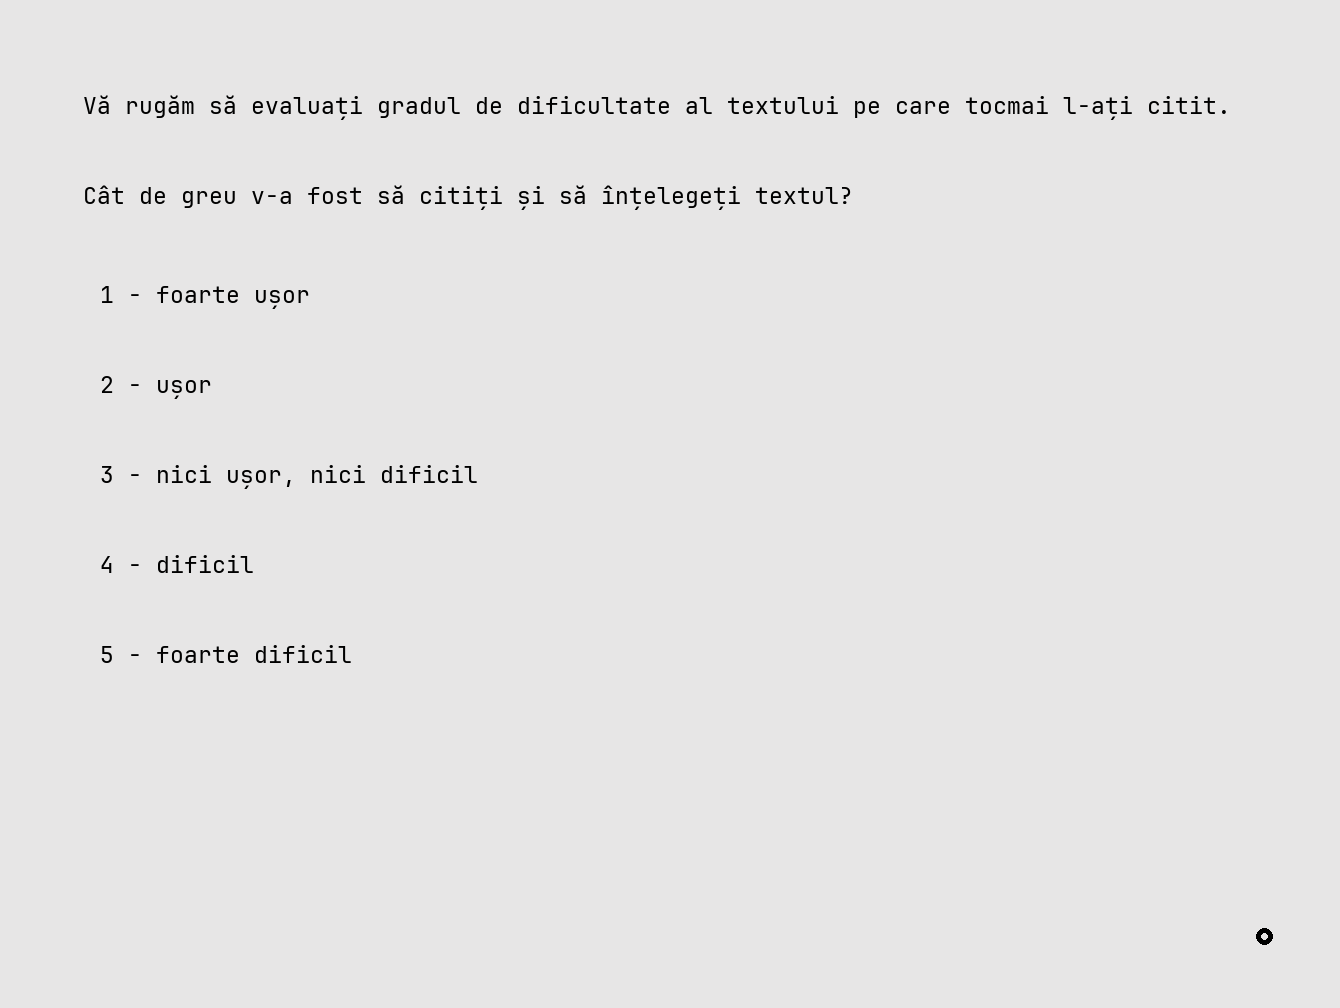 Vă rugăm să evaluați gradul de dificultate al textului pe care tocmai l-ați citit.
Cât de greu v-a fost să citiți și să înțelegeți textul?
1 - foarte ușor
2 - ușor
3 - nici ușor, nici dificil
4 - dificil
5 - foarte dificil